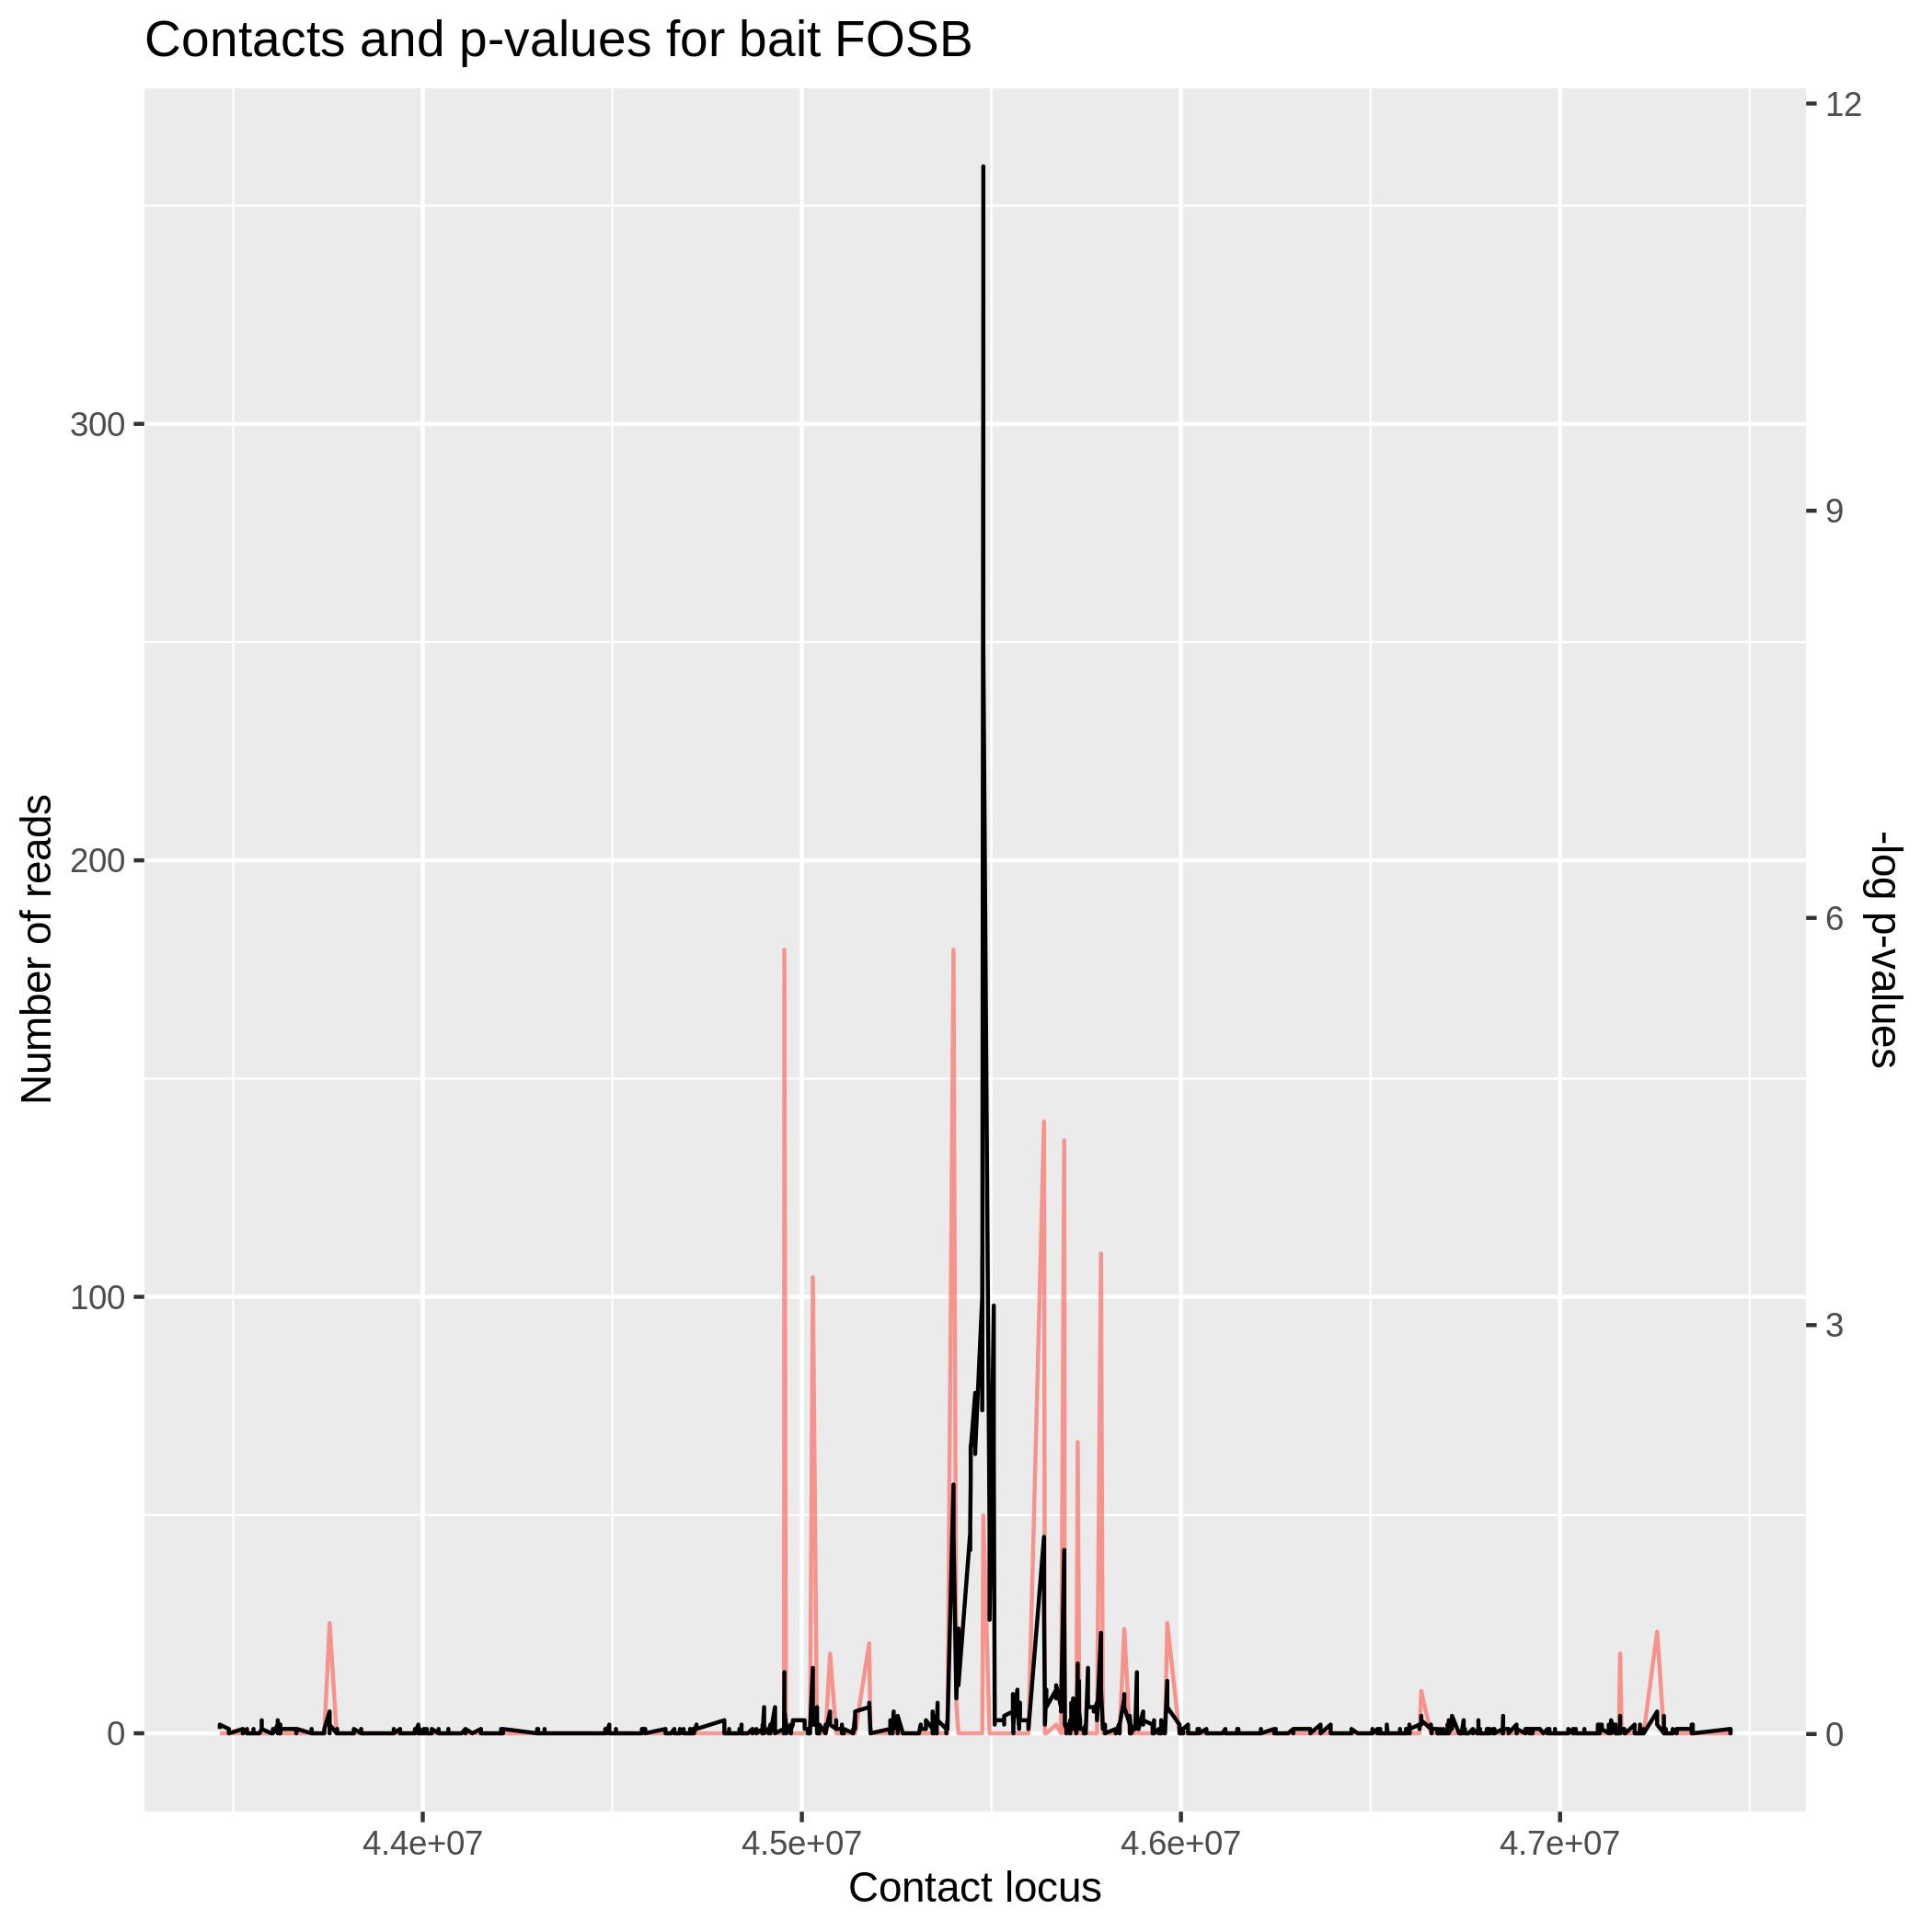 Contacts and p-values for bait FOSB
Number of reads
300
200
100
0
12
9
6
3
0
-log p-values
4.4e+07
4.5e+07
4.6e+07
4.7e+07
Contact locus